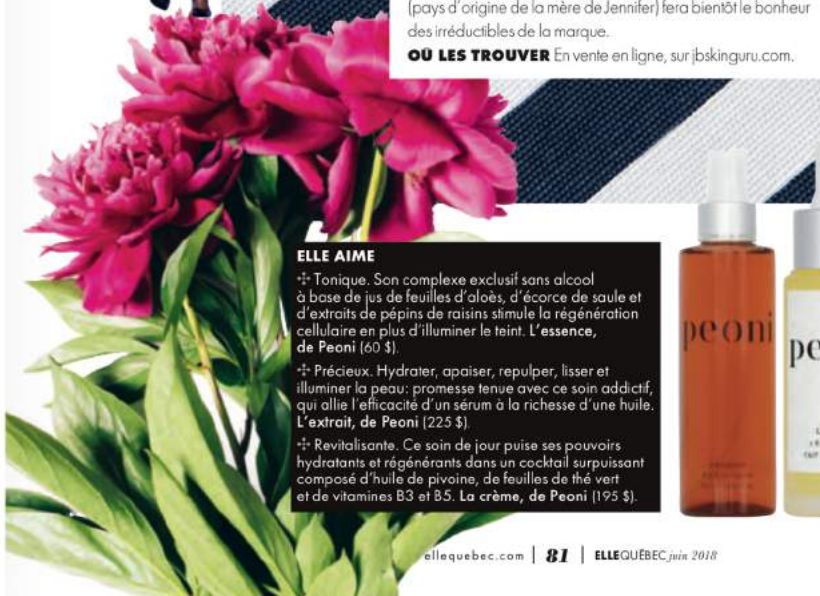 (pays d'origine de la mère de Jennifer) fera bientôt le bonheur
des irréductibles de la marque.
OÙ LES TROUVER En vente en ligne, sur jbskinguru.com.
ELLE AIME
Tonique. Son complexe exclusif sans alcool
à base de jus de feuilles d'aloès, d'écorce de saule et
d'extraits de pépins de raisins stimule la régénération
cellulaire en plus d'illuminer le teint. L'essence,
de Peoni (60 $).
Précieux. Hydrater, apaiser, repulper, lisser et
illuminer la peau: promesse tenue avec ce soin addictif,
qui allie l'efficacité d'un sérum à la richesse d'une huile.
L'extrait, de Peoni (225 $).
Revitalisante. Ce soin de jour puise ses pouvoirs
hydratants et régénérants dans un cocktail surpuissant
composé d'huile de pivoine, de feuilles de thé vert
et de vitamines B3 et B5. La crème, de Peoni (195 $).
peoni
pe
ellequebec.com | 81 | ELLE QUÉBEC juin 2018